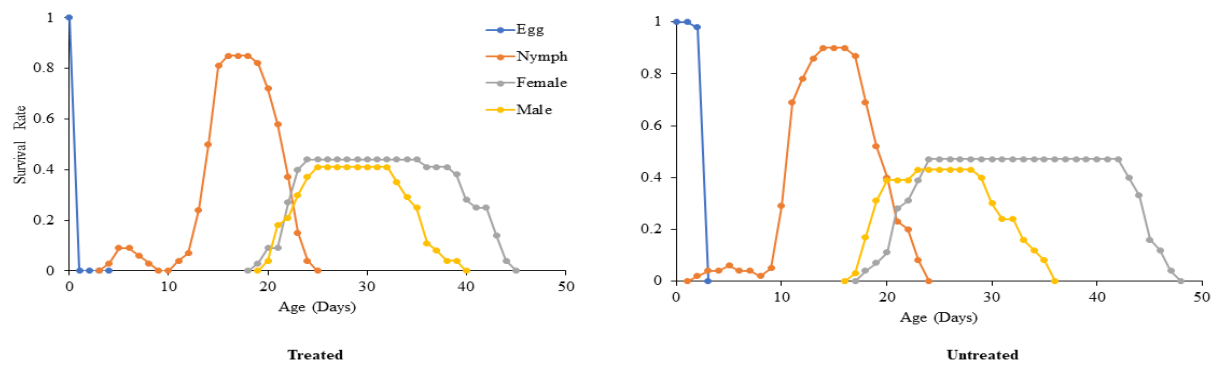 1
0.8
0.6
0.4
0.2
0
Survival Rate
0 10 20 30 40 50
Age (Days)
Treated
Egg
Nymph
Female
Male
1
0.8
0.6
0.4
0.2
0
0 10 20 30 40 50
Age (Days)
Untreated